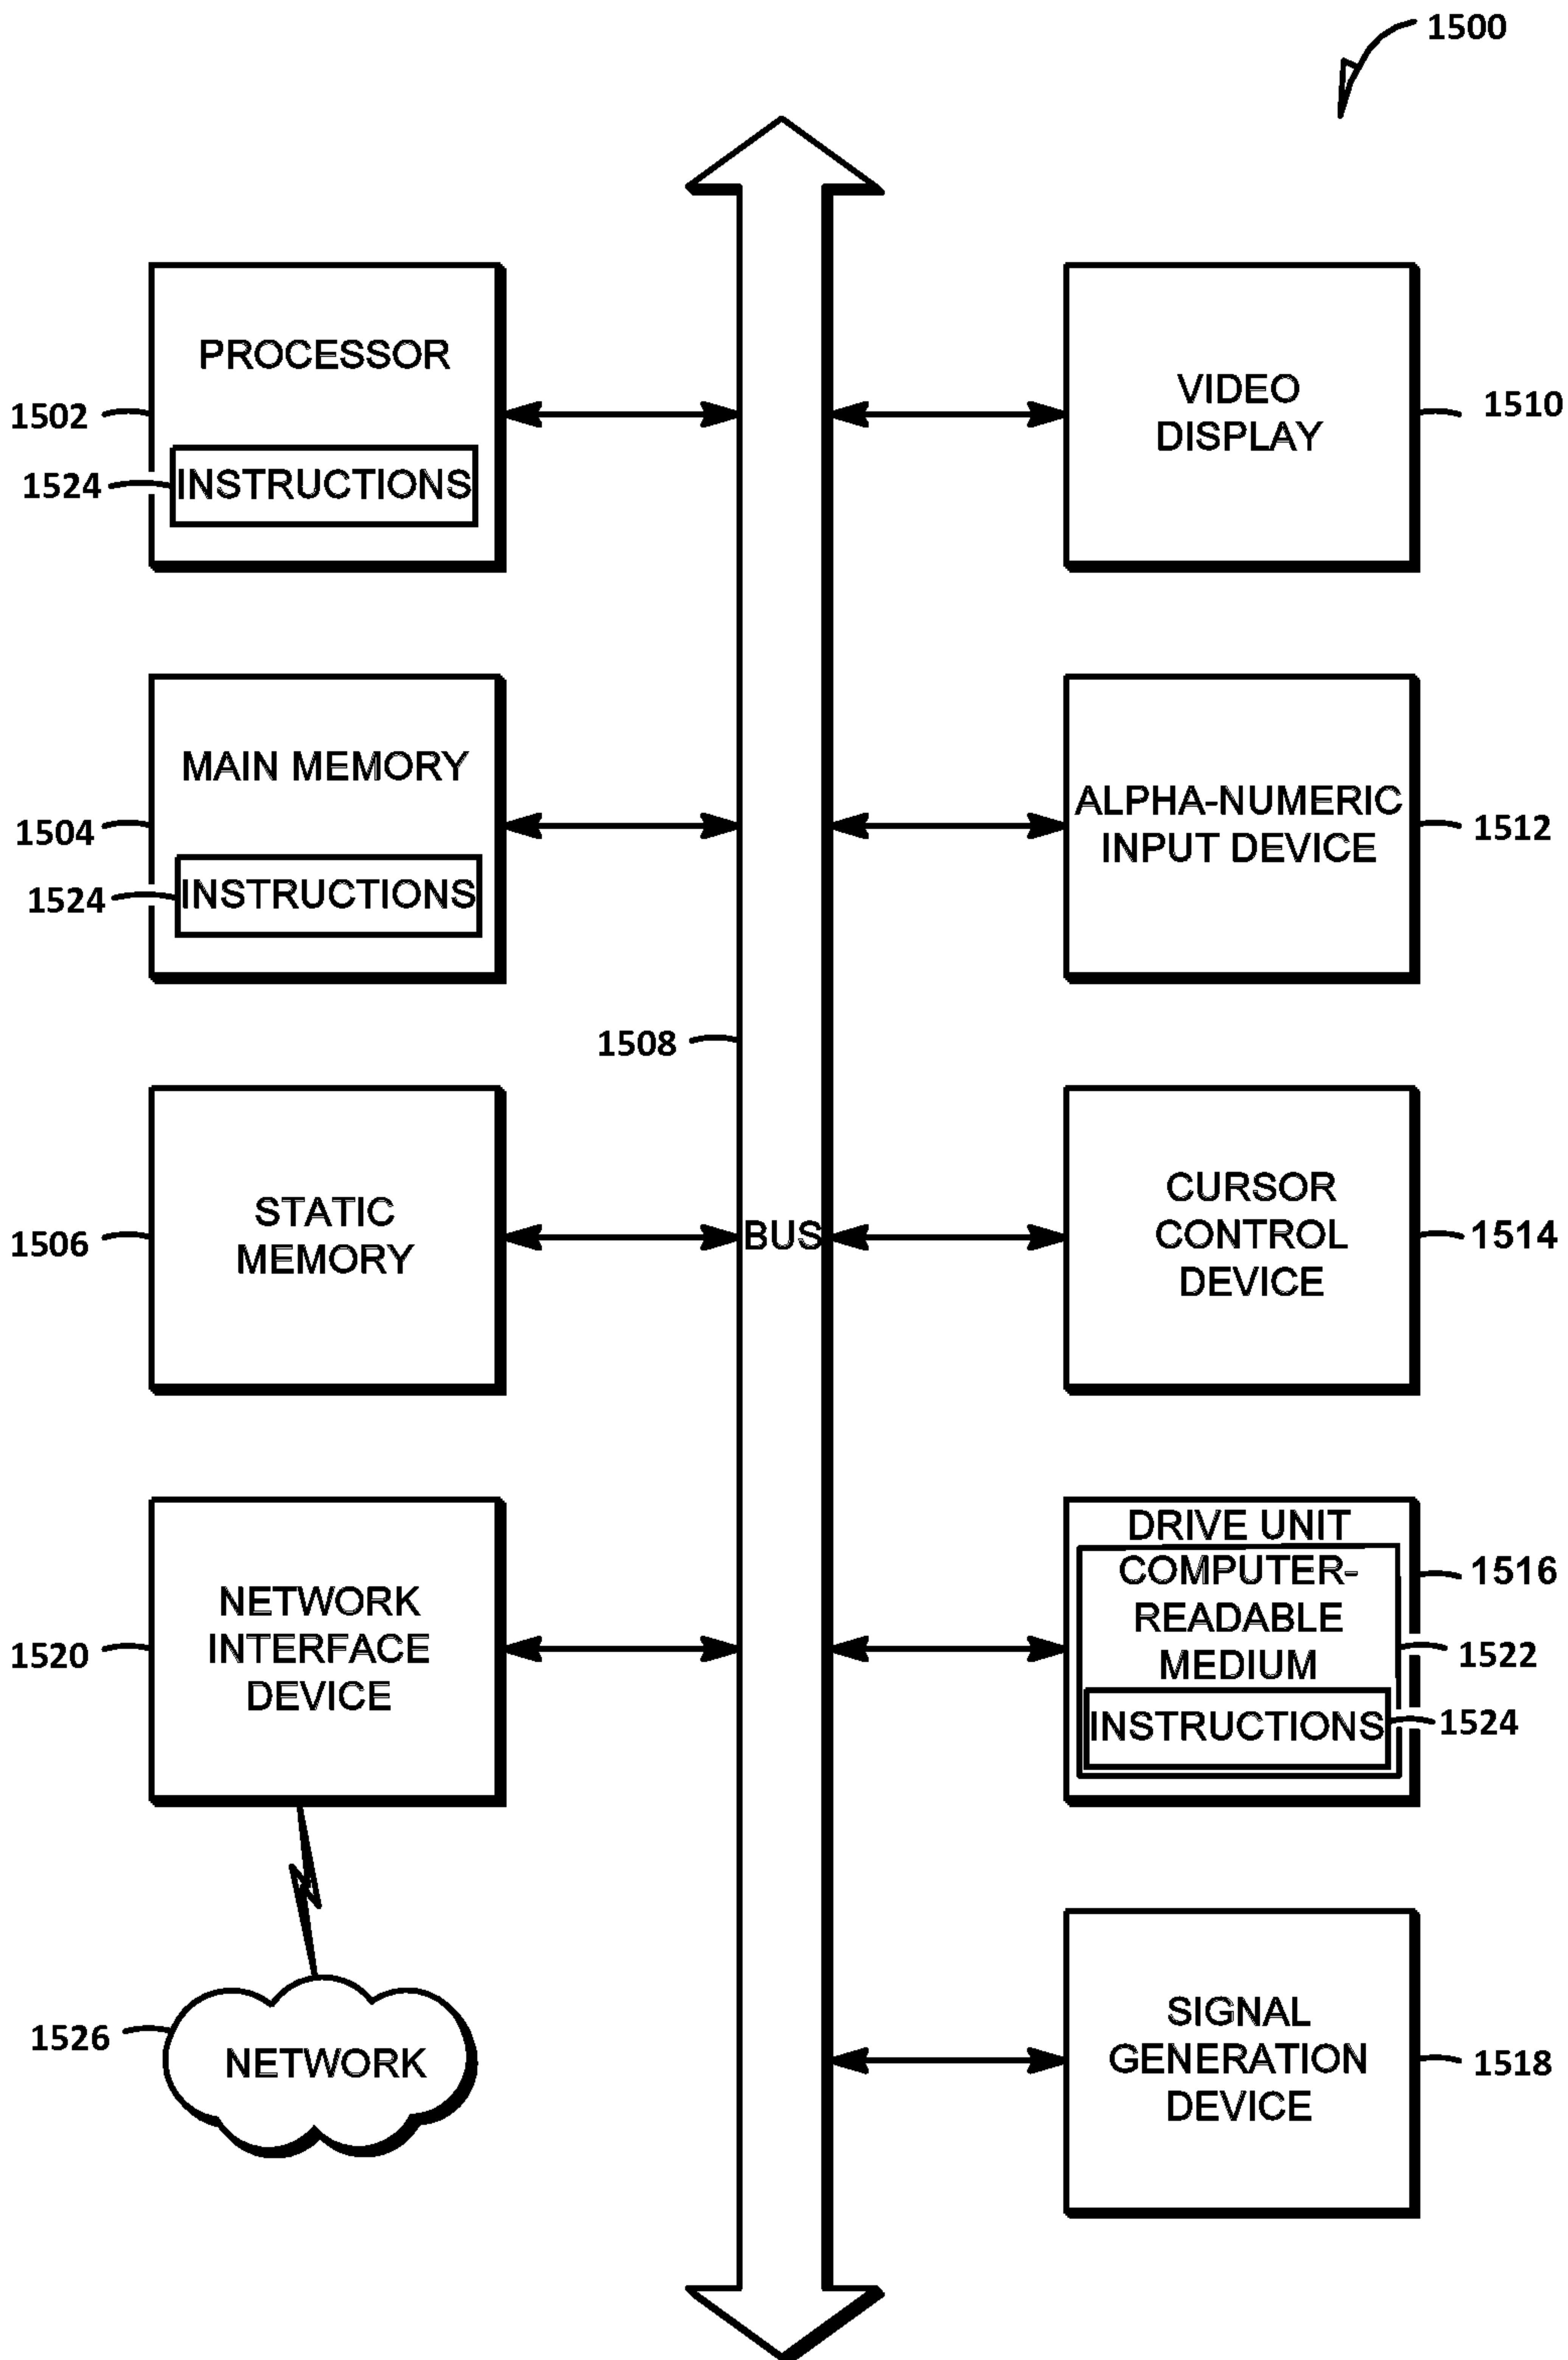 1500
PROCESSOR
1502
1524
INSTRUCTIONS
VIDEO
DISPLAY
1510
MAIN MEMORY
1504
1524
INSTRUCTIONS
ALPHA-NUMERIC
INPUT DEVICE
1512
1508
STATIC
MEMORY
1506
BUS
CURSOR
CONTROL
DEVICE
1514
NETWORK
INTERFACE
DEVICE
1520
DRIVE UNIT
COMPUTER-
READABLE
MEDIUM
INSTRUCTIONS
1516
1522
1524
1526
NETWORK
SIGNAL
GENERATION
DEVICE
1518